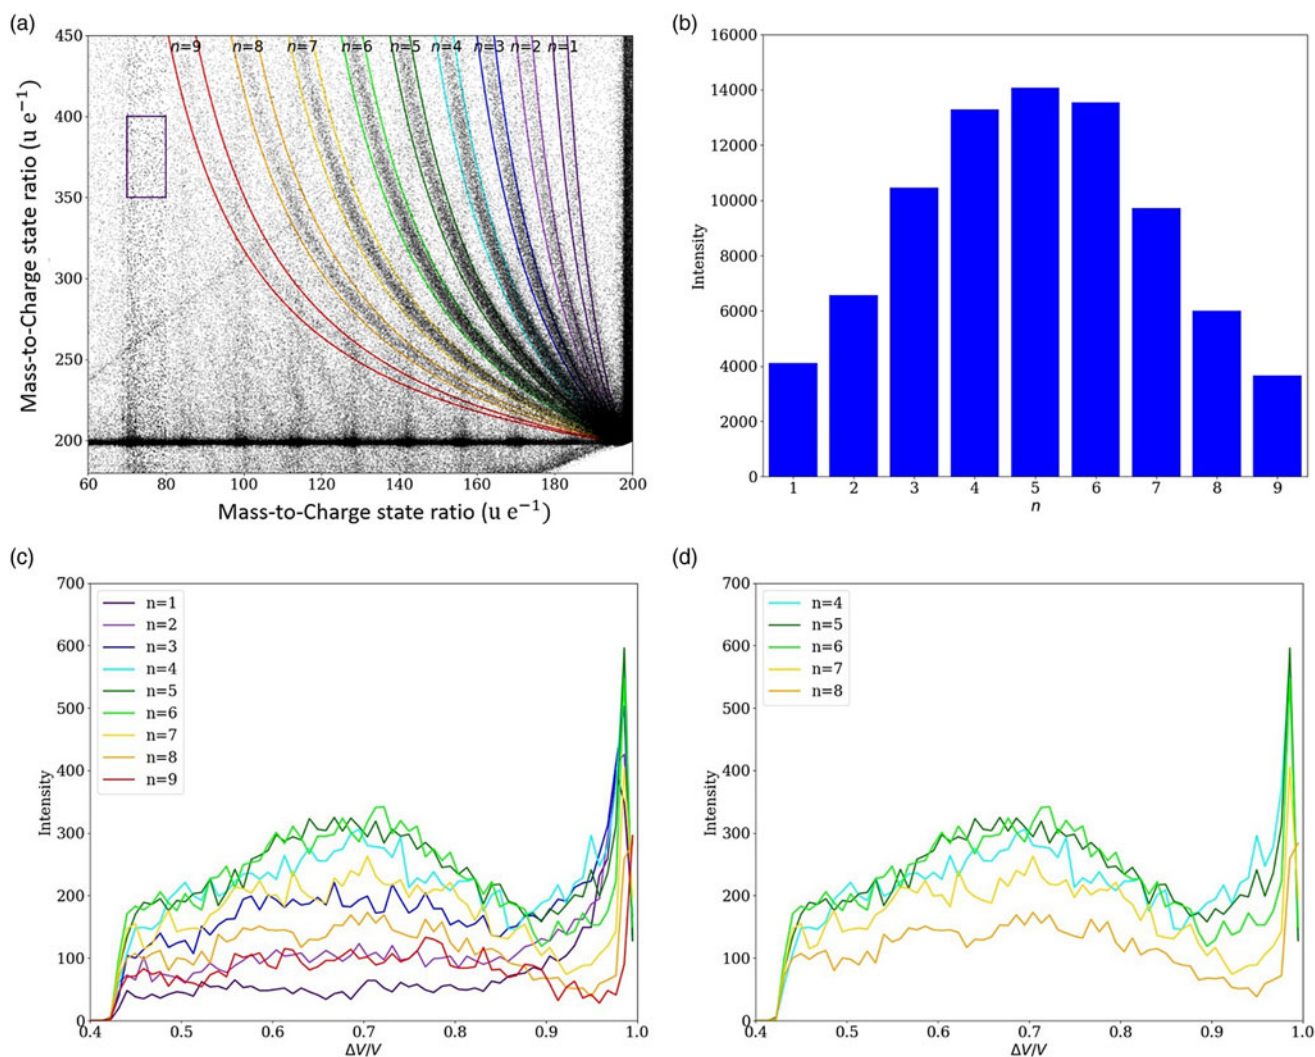 (a)
450
400
350
300
250
200
60
80
100
120
140
160
180
200
n=9
n=8
n=7
n=6
n=5
n=4
n=3
n=2
n=1
Mass-to-Charge state ratio (u e⁻¹)
Mass-to-Charge state ratio (u e⁻¹)
(b)
16000
14000
12000
10000
8000
6000
4000
2000
0
1
2
3
4
5
6
7
8
9
Intensity
n
(c)
700
600
500
400
300
200
100
0
0.4
0.5
0.6
0.7
0.8
0.9
1.0
n=1
n=2
n=3
n=4
n=5
n=6
n=7
n=8
n=9
Intensity
ΔV/V
(d)
700
600
500
400
300
200
100
0
0.4
0.5
0.6
0.7
0.8
0.9
1.0
n=4
n=5
n=6
n=7
n=8
Intensity
ΔV/V